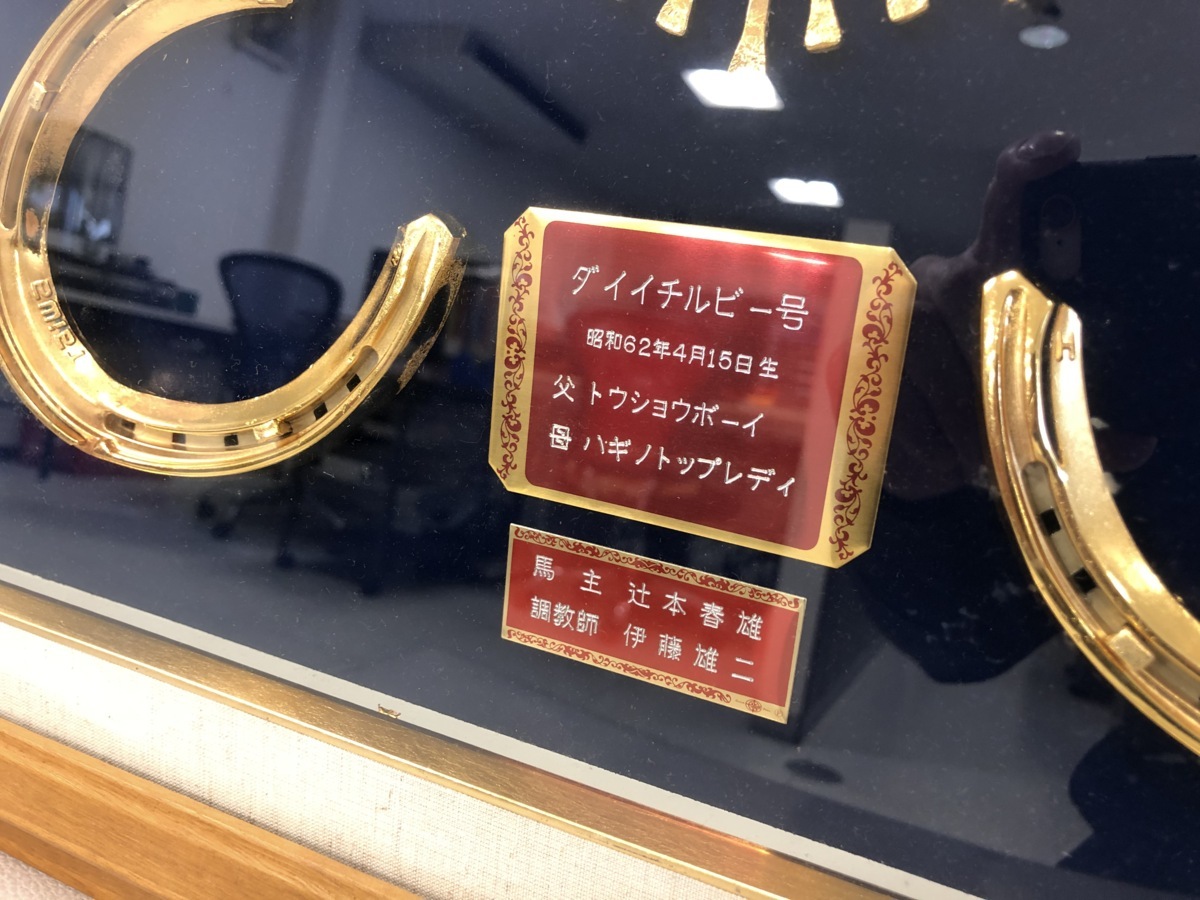 ダイイチルビー号
昭和62年4月15日生
父 トウショウボーイ
母 ハギノトップレディ
馬主 辻本春雄
調教師 伊藤雄二
H